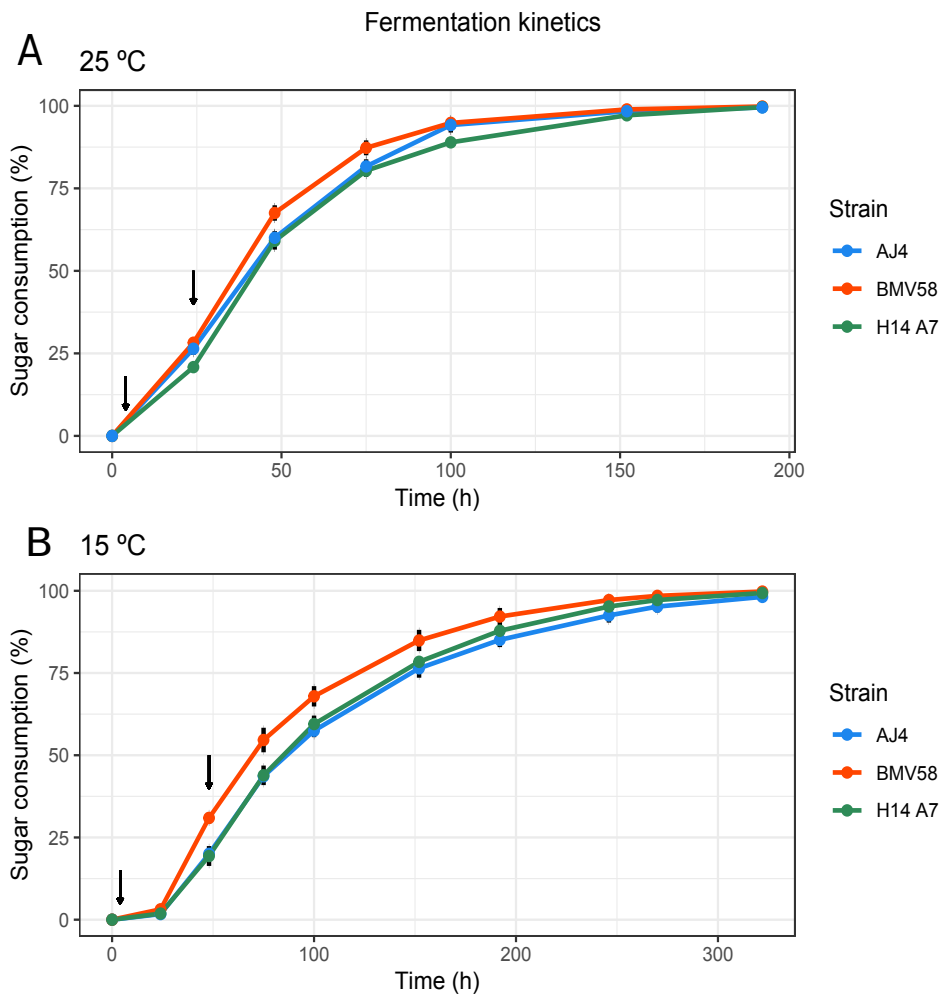 Fermentation kinetics
A
25 ºC
100
75
50
25
0
Sugar consumption (%)
0 50 100 150 200
Time (h)
Strain
AJ4
BMV58
H14 A7
B
15 ºC
100
75
50
25
0
Sugar consumption (%)
0 100 200 300
Time (h)
Strain
AJ4
BMV58
H14 A7